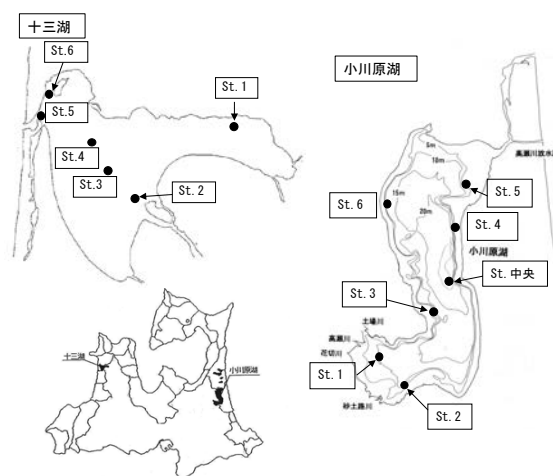 十三湖
St.6
St.1
St.5
St.4
St.3
St.2
小川原湖
5m
10m
高瀬川放水路
15m
20m
St.5
St.6
St.4
小川原湖
St.中央
St.3
土場川
高瀬川
花切川
St.1
砂土路川
St.2
十三湖
小川原湖